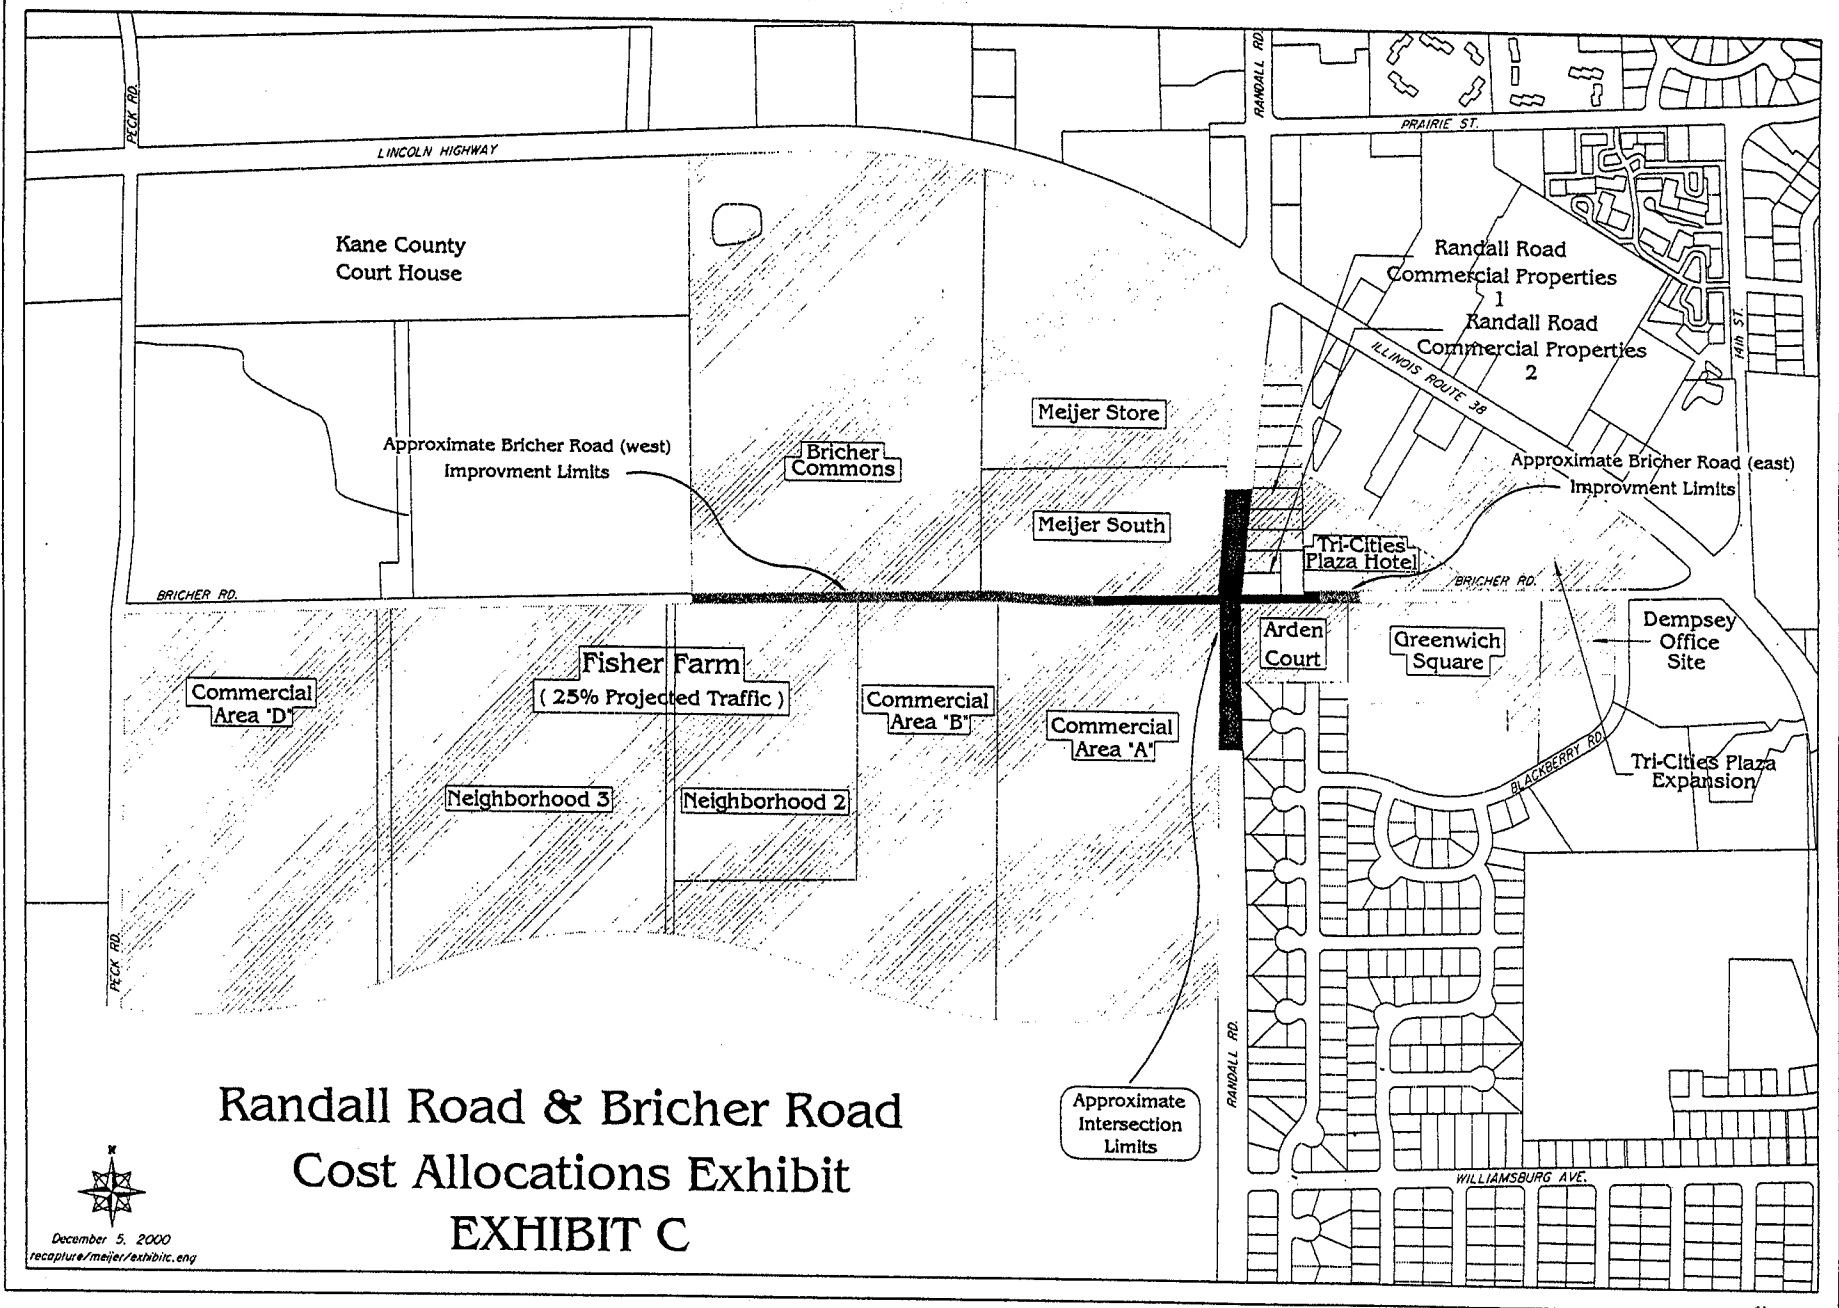 PECK RD.
LINCOLN HIGHWAY
RANDALL RD.
PRAIRIE ST.
Kane County
Court House
Randall Road
Commercial Properties
1
Randall Road
Commercial Properties
2
ILLINOIS ROUTE 38
14th ST.
Meijer Store
Approximate Bricher Road (west)
Improvment Limits
Bricher
Commons
Approximate Bricher Road (east)
Improvment Limits
Meijer South
Tri-Cities
Plaza Hotel
BRICHER RD.
BRICHER RD.
Arden
Court
Greenwich
Square
Dempsey
Office
Site
Fisher Farm
( 25% Projected Traffic )
Commercial
Area "D"
Commercial
Area "B"
Commercial
Area "A"
Neighborhood 3
Neighborhood 2
BLACKBERRY RD.
Tri-Cities Plaza
Expansion
PECK RD.
RANDALL RD.
Approximate
Intersection
Limits
WILLIAMSBURG AVE.
Randall Road & Bricher Road
Cost Allocations Exhibit
EXHIBIT C
N
December 5, 2000
recapture/meijer/exhibitc.eng